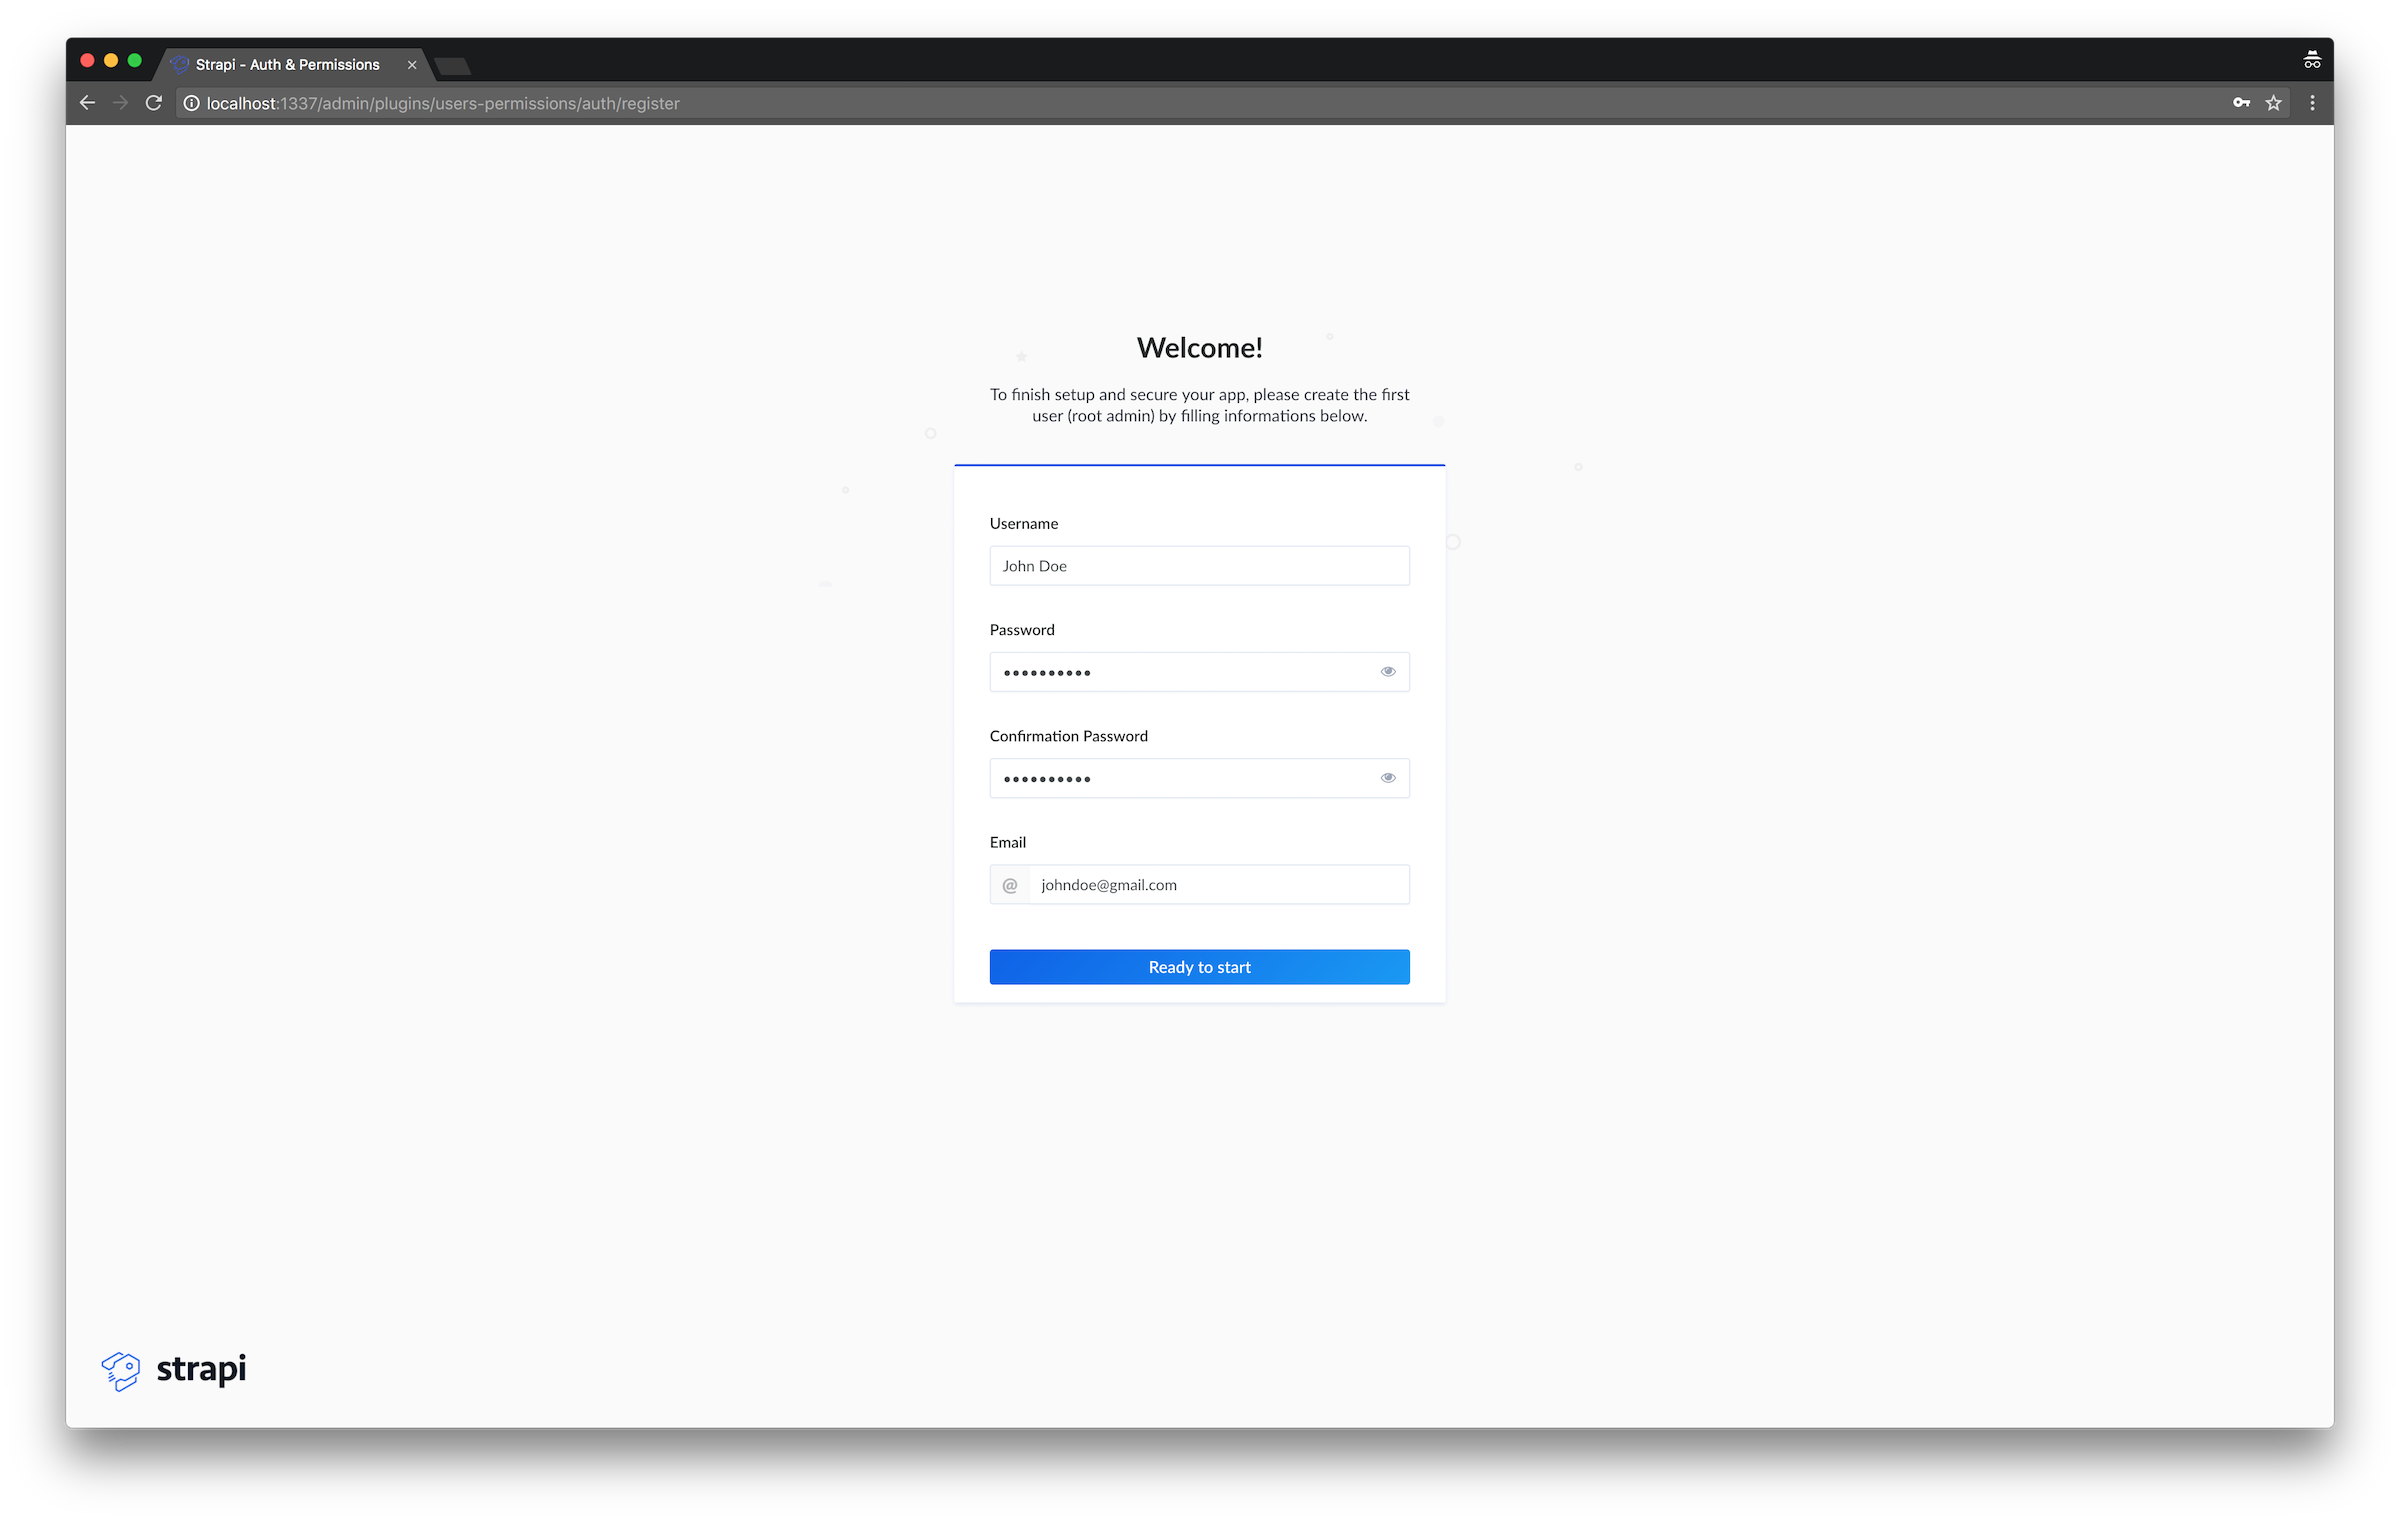 Strapi - Auth & Permissions
localhost:1337/admin/plugins/users-permissions/auth/register
Welcome!
To finish setup and secure your app, please create the first
user (root admin) by filling informations below.
Username
John Doe
Password
••••••••••
Confirmation Password
••••••••••
Email
@ johndoe@gmail.com
Ready to start
strapi